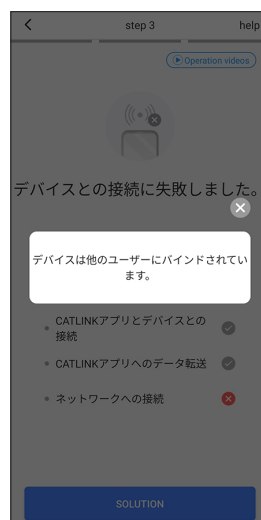 step 3
help
Operation videos
デバイスとの接続に失敗しました。
デバイスは他のユーザーにバインドされてい
ます。
CATLINKアプリとデバイスとの
接続
CATLINKアプリへのデータ転送
ネットワークへの接続
SOLUTION